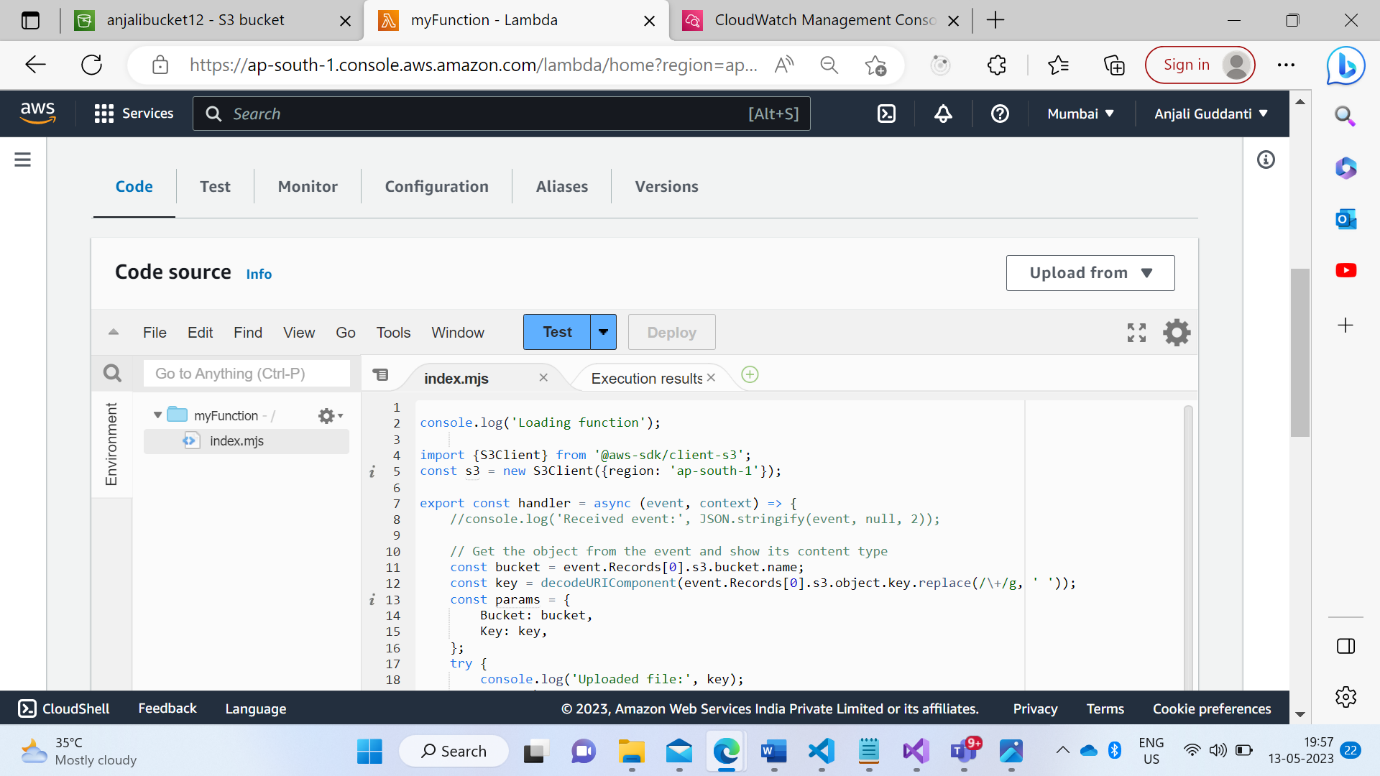 anjalibucket12 - S3 bucket
myFunction - Lambda
CloudWatch Management Conso
https://ap-south-1.console.aws.amazon.com/lambda/home?region=ap...
Sign in
aws
Services
Search
[Alt+S]
Mumbai
Anjali Guddanti
Code
Test
Monitor
Configuration
Aliases
Versions
Code source Info
Upload from
File Edit Find View Go Tools Window
Test
Deploy
Go to Anything (Ctrl-P)
index.mjs
Execution results
Environment
myFunction - /
index.mjs
1
2 console.log('Loading function');
3
4 import {S3Client} from '@aws-sdk/client-s3';
5 const s3 = new S3Client({region: 'ap-south-1'});
6
7 export const handler = async (event, context) => {
8 //console.log('Received event:', JSON.stringify(event, null, 2));
9
10 // Get the object from the event and show its content type
11 const bucket = event.Records[0].s3.bucket.name;
12 const key = decodeURIComponent(event.Records[0].s3.object.key.replace(/\+/g, ' '));
13 const params = {
14 Bucket: bucket,
15 Key: key,
16 };
17 try {
18 console.log('Uploaded file:', key);
CloudShell
Feedback
Language
© 2023, Amazon Web Services India Private Limited or its affiliates.
Privacy
Terms
Cookie preferences
35°C
Mostly cloudy
Search
9+
ENG
US
19:57
13-05-2023
22